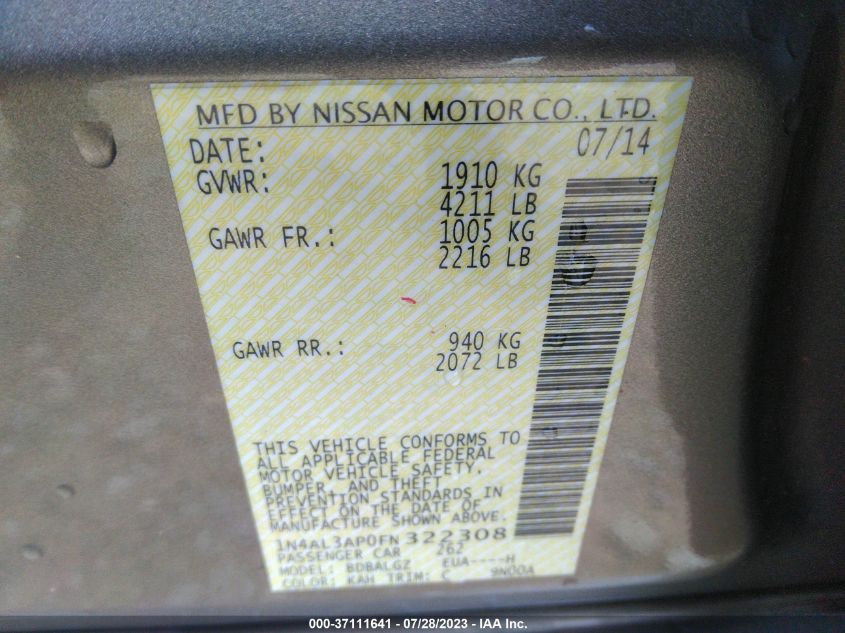 MFD BY NISSAN MOTOR CO., LTD.
DATE: 07/14
GVWR: 1910 KG
4211 LB
GAWR FR.: 1005 KG
2216 LB
GAWR RR.: 940 KG
2072 LB
THIS VEHICLE CONFORMS TO
ALL APPLICABLE FEDERAL
MOTOR VEHICLE SAFETY,
BUMPER, AND THEFT
PREVENTION STANDARDS IN
EFFECT ON THE DATE OF
MANUFACTURE SHOWN ABOVE.
1N4AL3AP0FN322308
PASSENGER CAR 262
MODEL: BDBALGZ EUA----H
COLOR: KAH TRIM: C 9N00A
000-37111641 - 07/28/2023 - IAA Inc.